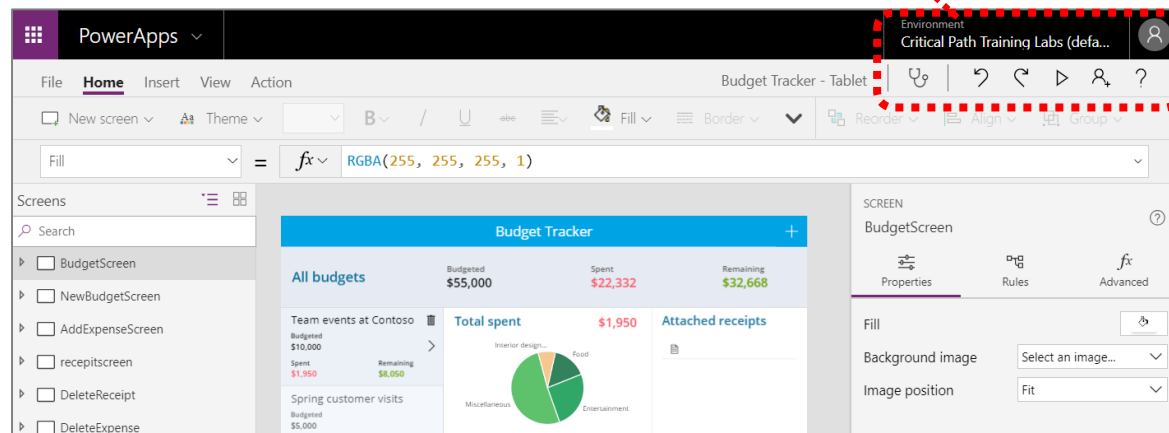 PowerApps
Environment
Critical Path Training Labs (defa...
File Home Insert View Action
Budget Tracker - Tablet
?
New screen Aa Theme B / U abc Fill Border Reorder Align Group
Fill = fx RGBA(255, 255, 255, 1)
Screens
Search
BudgetScreen
NewBudgetScreen
AddExpenseScreen
recepitscreen
DeleteReceipt
DeleteExpense
Budget Tracker +
All budgets
Budgeted
$55,000
Spent
$22,332
Remaining
$32,668
Team events at Contoso
Budgeted
$10,000
Spent Remaining
$1,950 $8,050
Spring customer visits
Budgeted
$5,000
Total spent $1,950
Interior design...
Food
Miscellaneous
Entertainment
Attached receipts
SCREEN
BudgetScreen
?
fx
Properties Rules Advanced
Fill
Background image Select an image...
Image position Fit